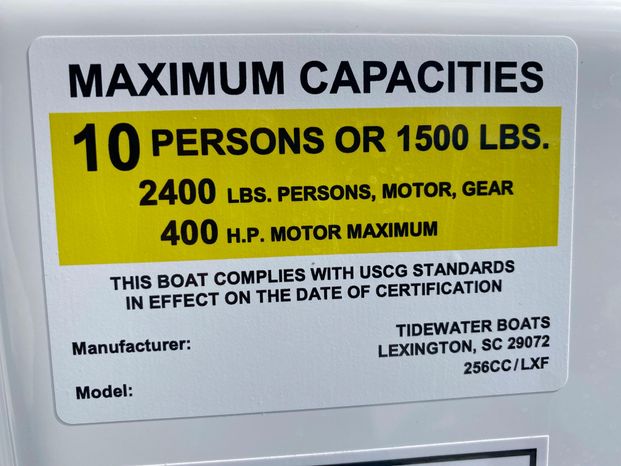 MAXIMUM CAPACITIES
10 PERSONS OR 1500 LBS.
2400 LBS. PERSONS, MOTOR, GEAR
400 H.P. MOTOR MAXIMUM
THIS BOAT COMPLIES WITH USCG STANDARDS
IN EFFECT ON THE DATE OF CERTIFICATION
Manufacturer: TIDEWATER BOATS
LEXINGTON, SC 29072
Model: 256CC/LXF